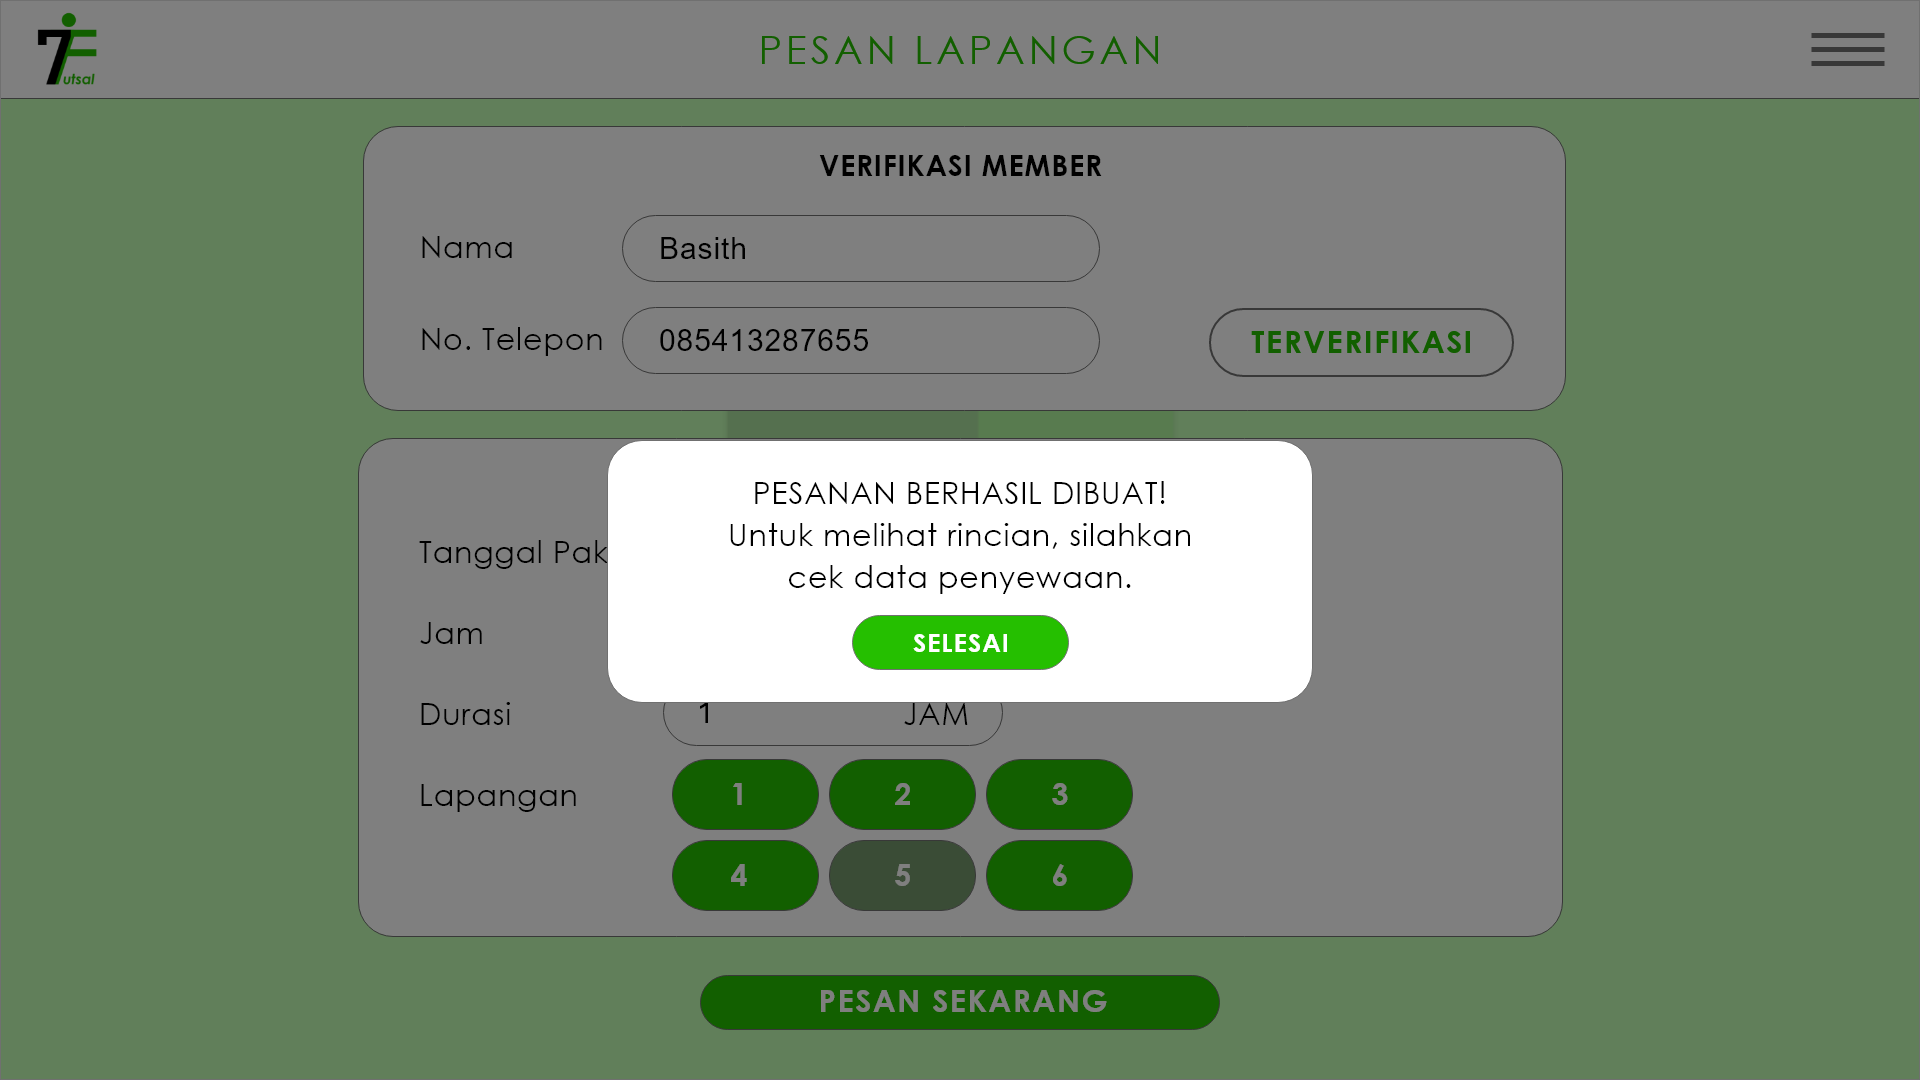 7F
utsal
PESAN LAPANGAN
VERIFIKASI MEMBER
Nama
Basith
No. Telepon
085413287655
TERVERIFIKASI
PESANAN BERHASIL DIBUAT!
Untuk melihat rincian, silahkan
cek data penyewaan.
SELESAI
Tanggal Pak
Jam
Durasi
1 JAM
Lapangan
1 2 3
4 5 6
PESAN SEKARANG